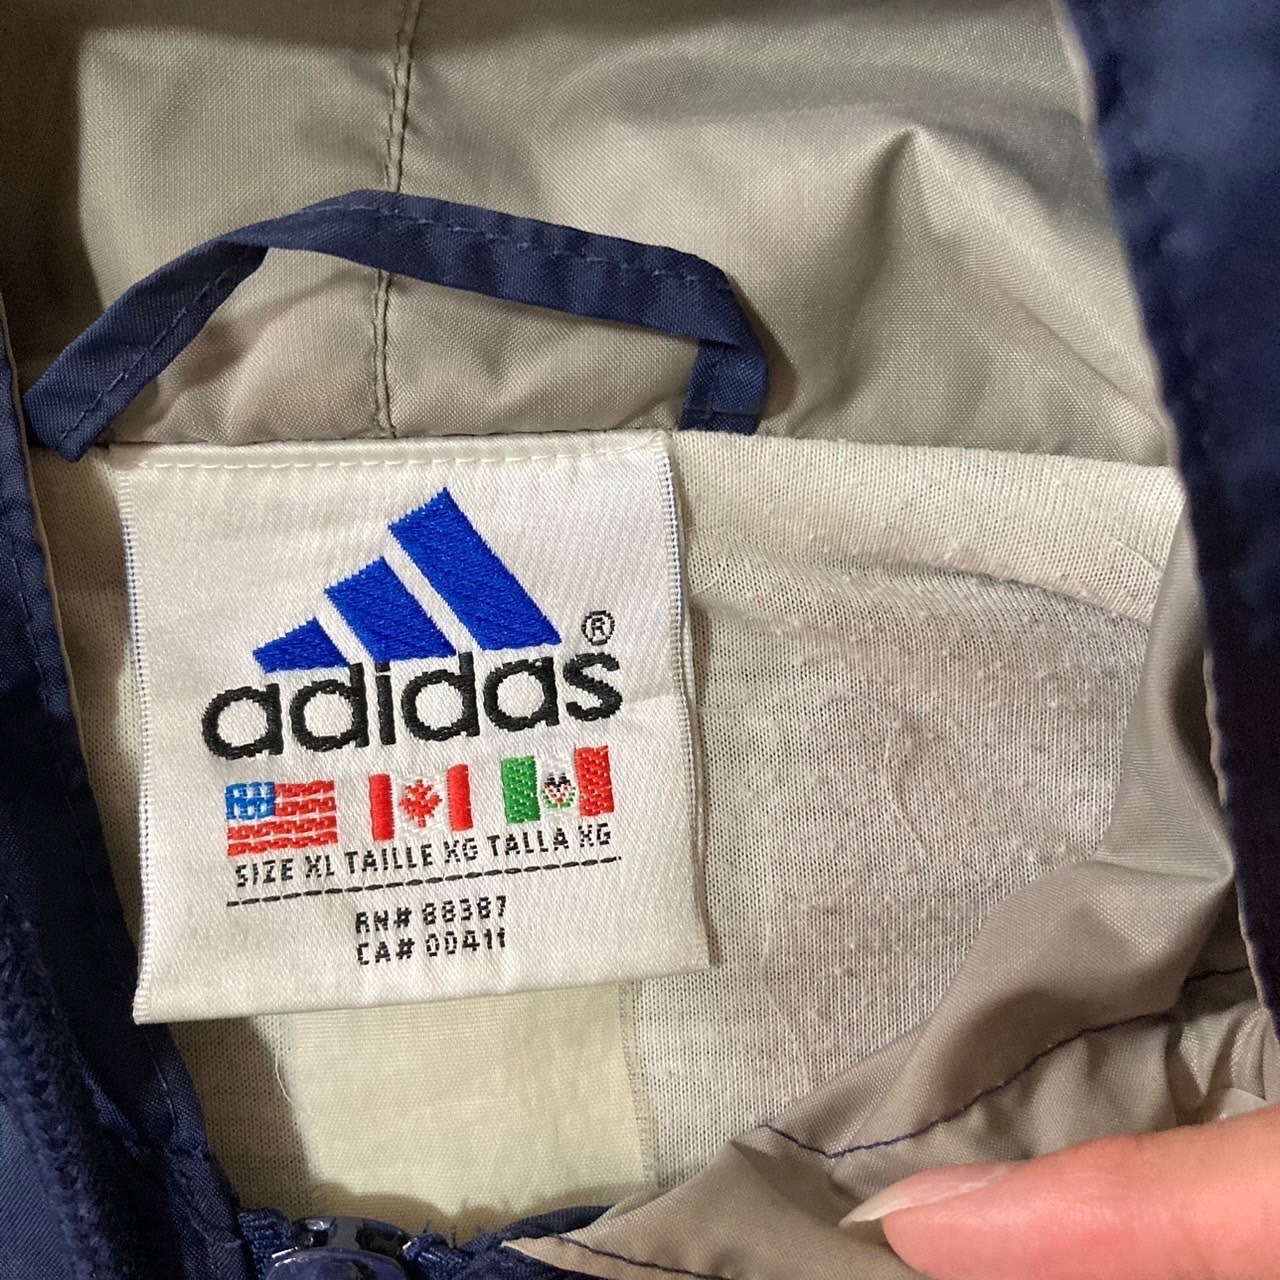 adidas®
SIZE XL TAILLE XG TALLA XG
RN# 88387
CA# 00411